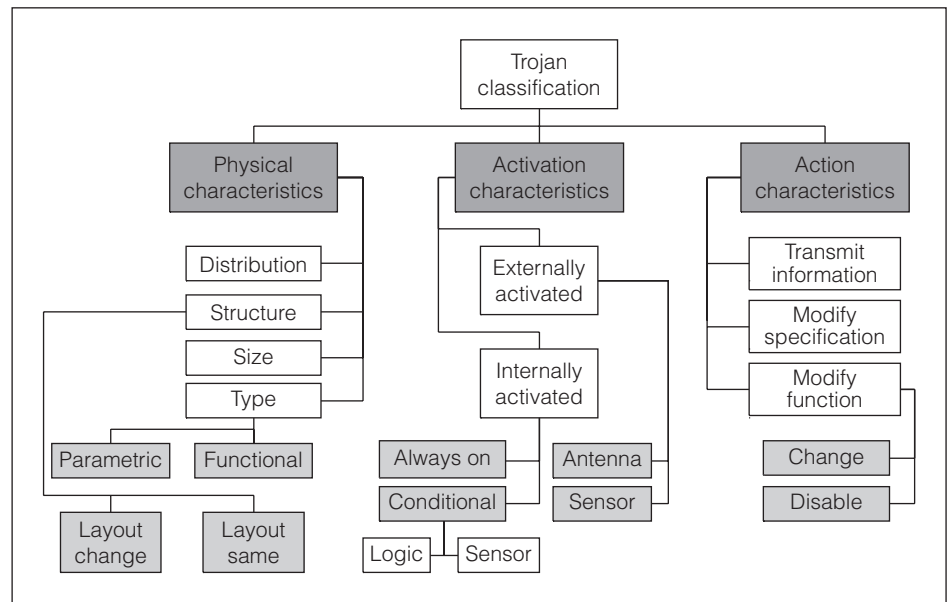 Trojan
classification
Physical
characteristics
Activation
characteristics
Action
characteristics
Distribution
Structure
Size
Type
Parametric
Functional
Layout
change
Layout
same
Externally
activated
Internally
activated
Always on
Conditional
Logic
Sensor
Antenna
Sensor
Transmit
information
Modify
specification
Modify
function
Change
Disable